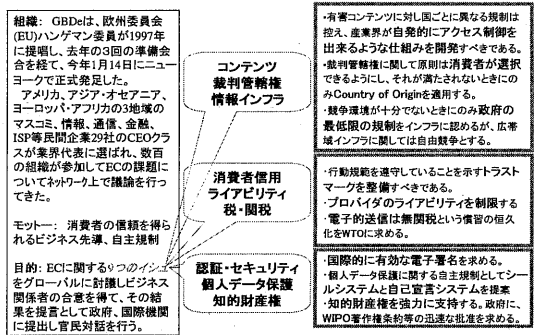 組織: GBDeは、欧州委員会
(EU)ハンゲマン委員が1997年
に提唱し、去年の3回の準備会
合を経て、今年1月14日にニュー
ヨークで正式発足した。
アメリカ、アジア・オセアニア、
ヨーロッパ・アフリカの3地域の
マスコミ、情報、通信、金融、
ISP等民間企業29社のCEOクラ
スが業界代表に選ばれ、数百
の組織が参加してECの課題
についてネットワーク上で議論を行っ
てきた。
モットー: 消費者の信頼を得ら
れるビジネス先導、自主規制
目的: ECに関する9つのイシュー
をグローバルに討議しビジネス
関係者の合意を得て、その結
果を提言として政府、国際機関
に提出し官民対話を行う。
コンテンツ
裁判管轄権
情報インフラ
消費者信用
ライアビリティ
税・関税
認証・セキュリティ
個人データ保護
知的財産権
・有害コンテンツに対し国ごとに異なる規制は
控え、産業界が自発的にアクセス制御を
出来るような仕組みを開発すべきである。
・裁判管轄権に関して原則は消費者が選択
できるようにし、それが満たされないときにの
みCountry of Originを適用する。
・競争環境が十分でないときにのみ政府の
最低限の規制をインフラに認めるが、広帯
域インフラに関しては自由競争とする。
・行動規範を遵守していることを示すトラスト
マークを整備すべきである。
・プロバイダのライアビリティを制限する
・電子的送信は無関税という慣習の恒久
化をWTOに求める。
・国際的に有効な電子署名を求める。
・個人データ保護に関する自主規制としてシー
ルシステムと自己宣言システムを提案
・知的財産権を強力に支持する。政府に、
WIPO著作権条約等の迅速な批准を求める。